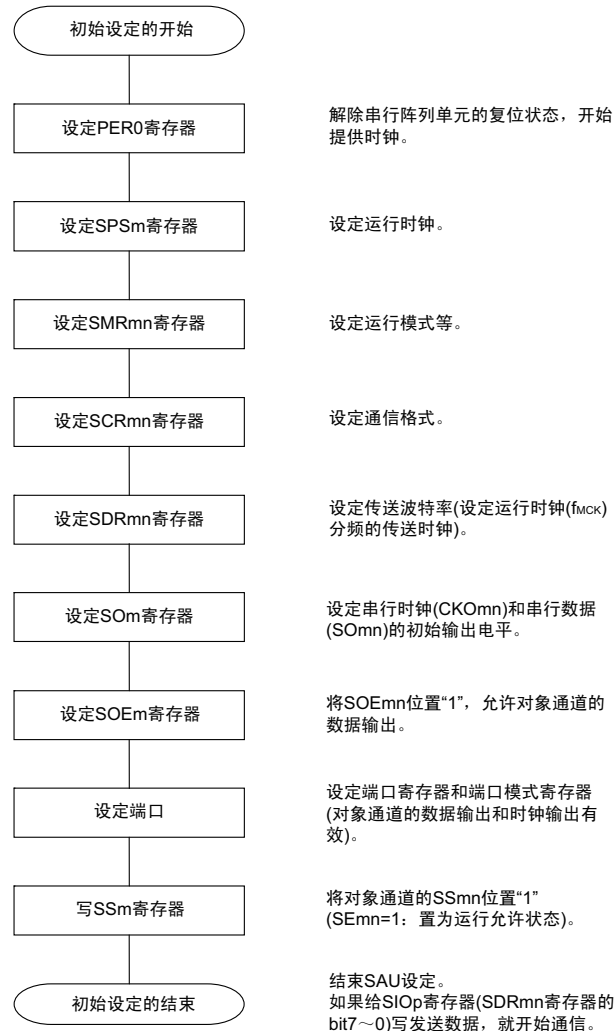 初始设定的开始
设定PER0寄存器
解除串行阵列单元的复位状态，开始
提供时钟。
设定SPSm寄存器
设定运行时钟。
设定SMRmn寄存器
设定运行模式等。
设定SCRmn寄存器
设定通信格式。
设定SDRmn寄存器
设定传送波特率(设定运行时钟(fMCK)
分频的传送时钟)。
设定SOm寄存器
设定串行时钟(CKOmn)和串行数据
(SOmn)的初始输出电平。
设定SOEm寄存器
将SOEmn位置“1”，允许对象通道的
数据输出。
设定端口
设定端口寄存器和端口模式寄存器
(对象通道的数据输出和时钟输出有
效)。
写SSm寄存器
将对象通道的SSmn位置“1”
(SEmn=1：置为运行允许状态)。
初始设定的结束
结束SAU设定。
如果给SIOp寄存器(SDRmn寄存器的
bit7～0)写发送数据，就开始通信。